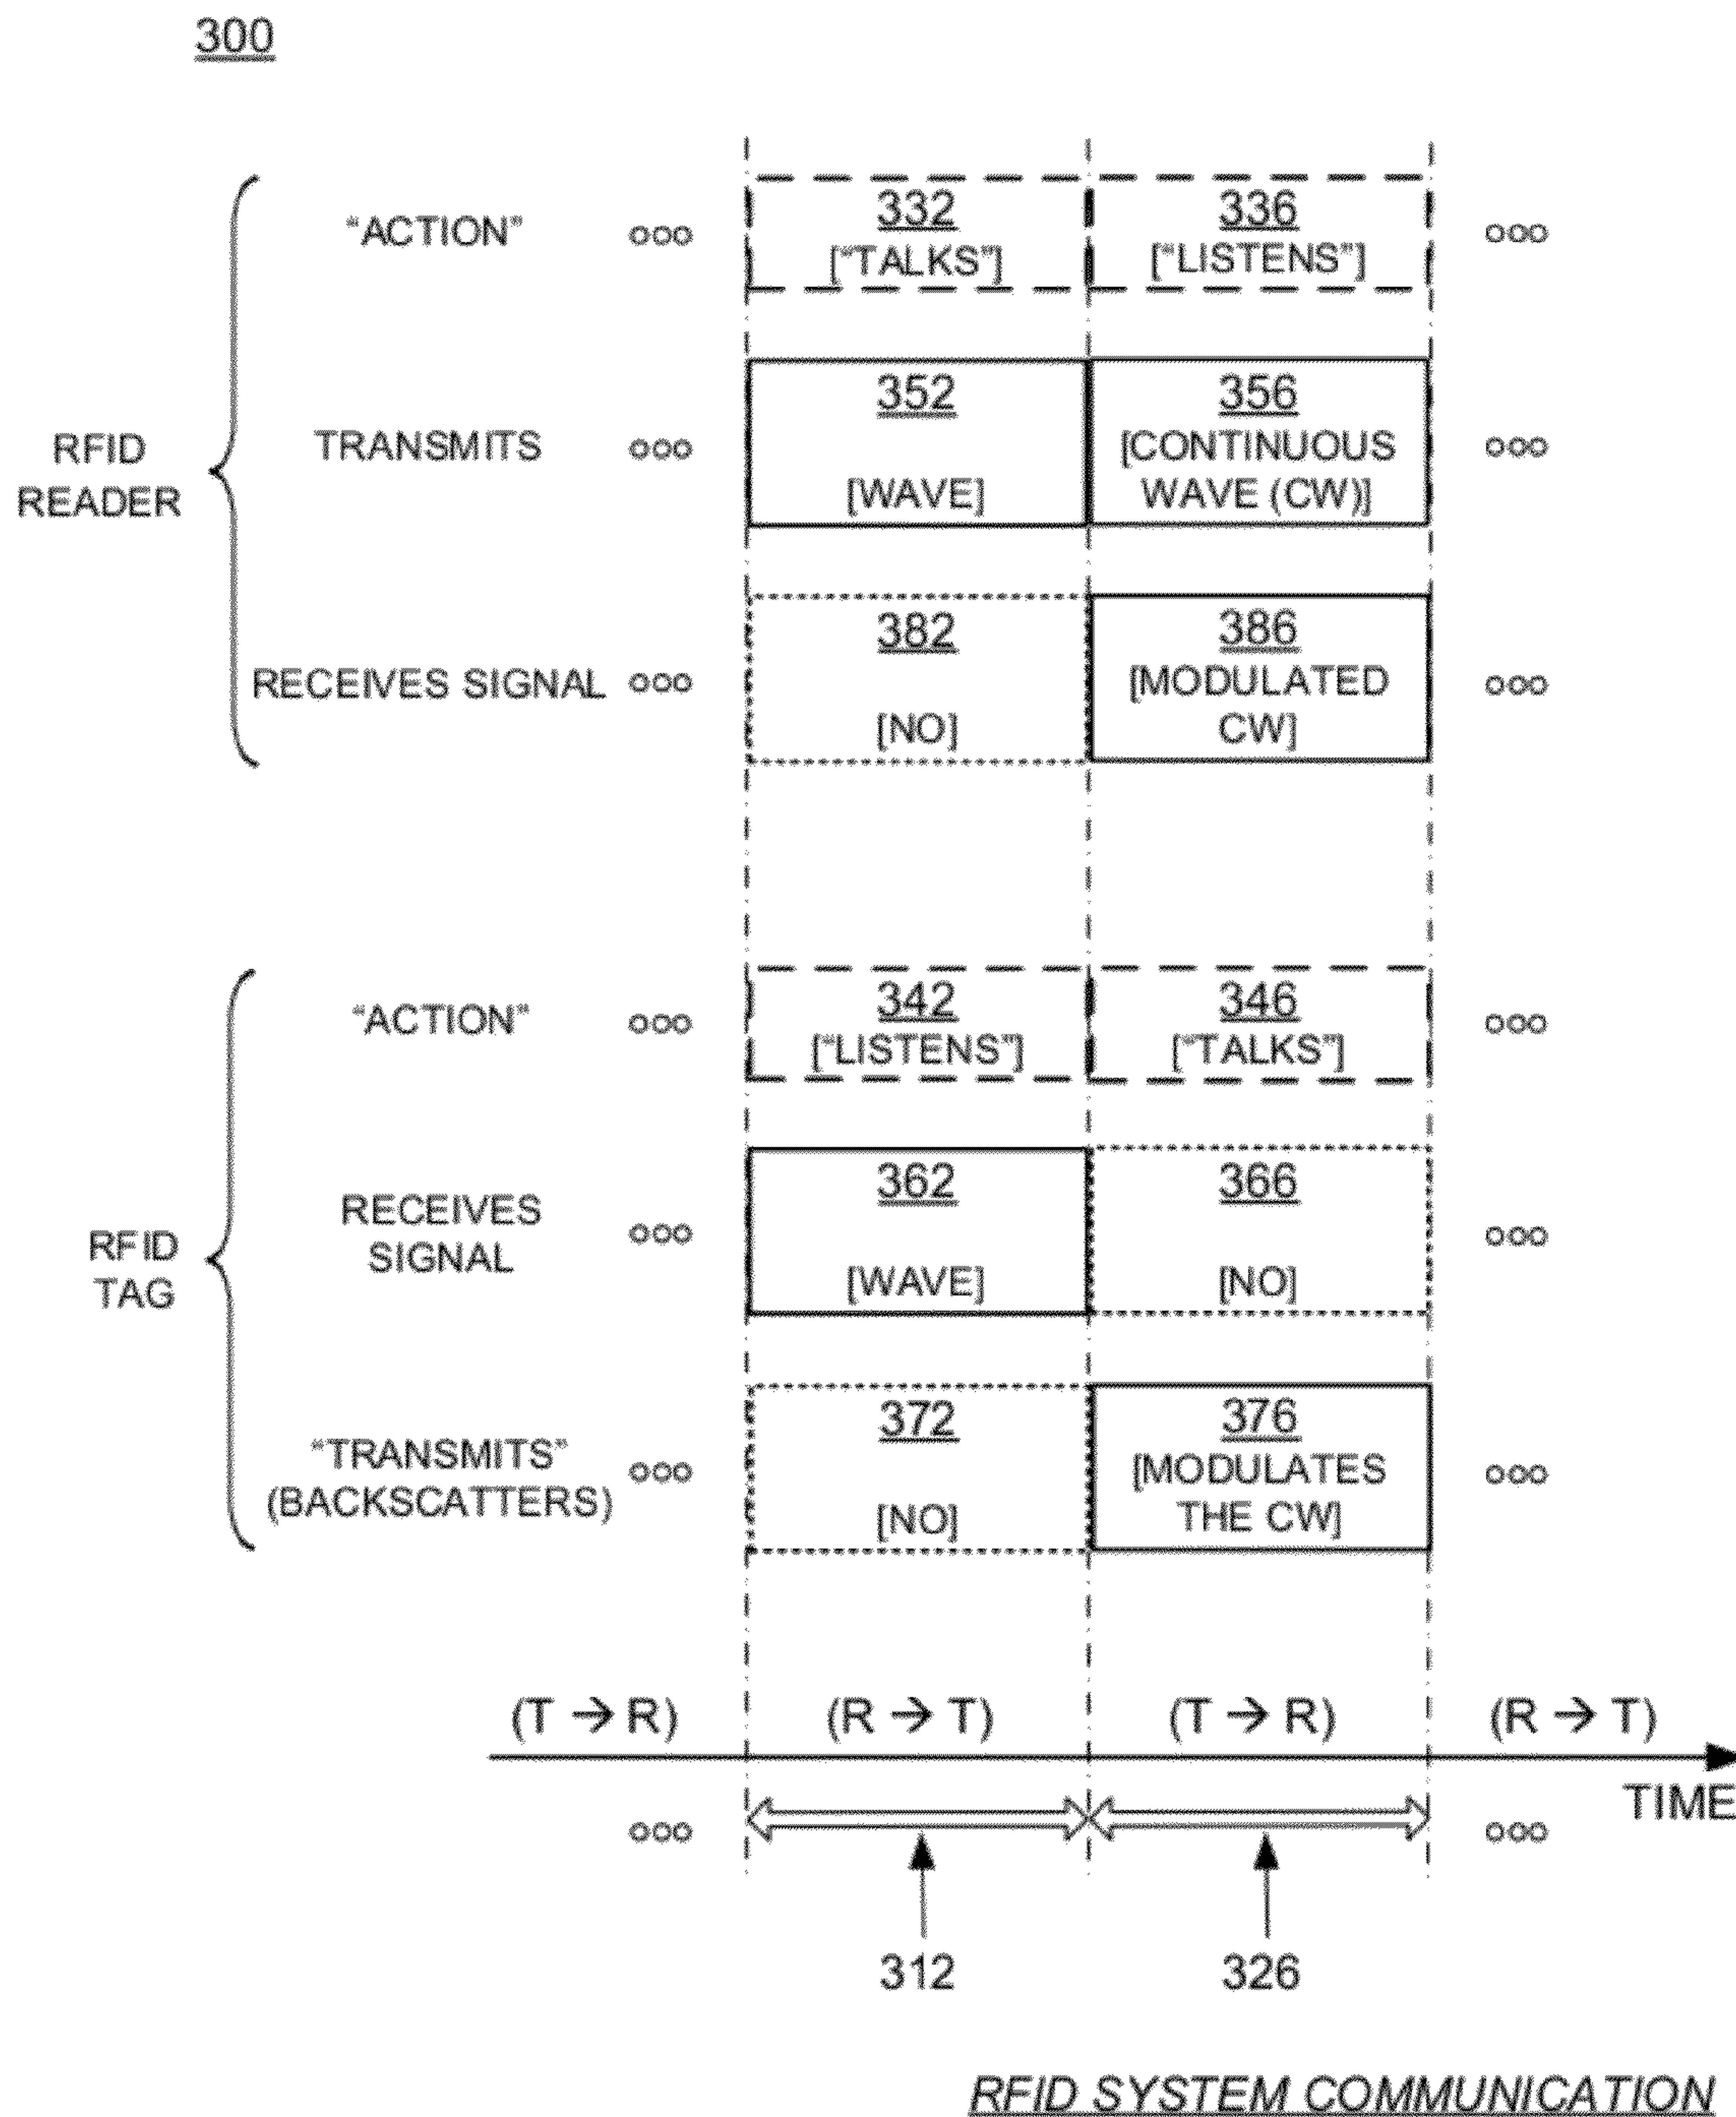 300
"ACTION" ooo 332 336 ooo
["TALKS"] ["LISTENS"]
352 356
RFID READER
TRANSMITS ooo [CONTINUOUS ooo
[WAVE] WAVE (CW)]
382 386
RECEIVES SIGNAL ooo [MODULATED ooo
[NO] CW]
"ACTION" ooo 342 346 ooo
["LISTENS"] ["TALKS"]
362 366
RFID TAG
RECEIVES ooo ooo
SIGNAL
[WAVE] [NO]
372 376
"TRANSMITS" ooo [MODULATES ooo
(BACKSCATTERS) [NO] THE CW]
(T → R) (R → T) (T → R) (R → T)
TIME
ooo ooo
312 326
RFID SYSTEM COMMUNICATION